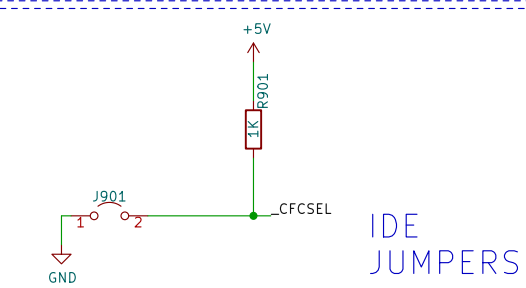 +5V
R901
1K
J901
1
2
_CFCSEL
GND
IDE
JUMPERS